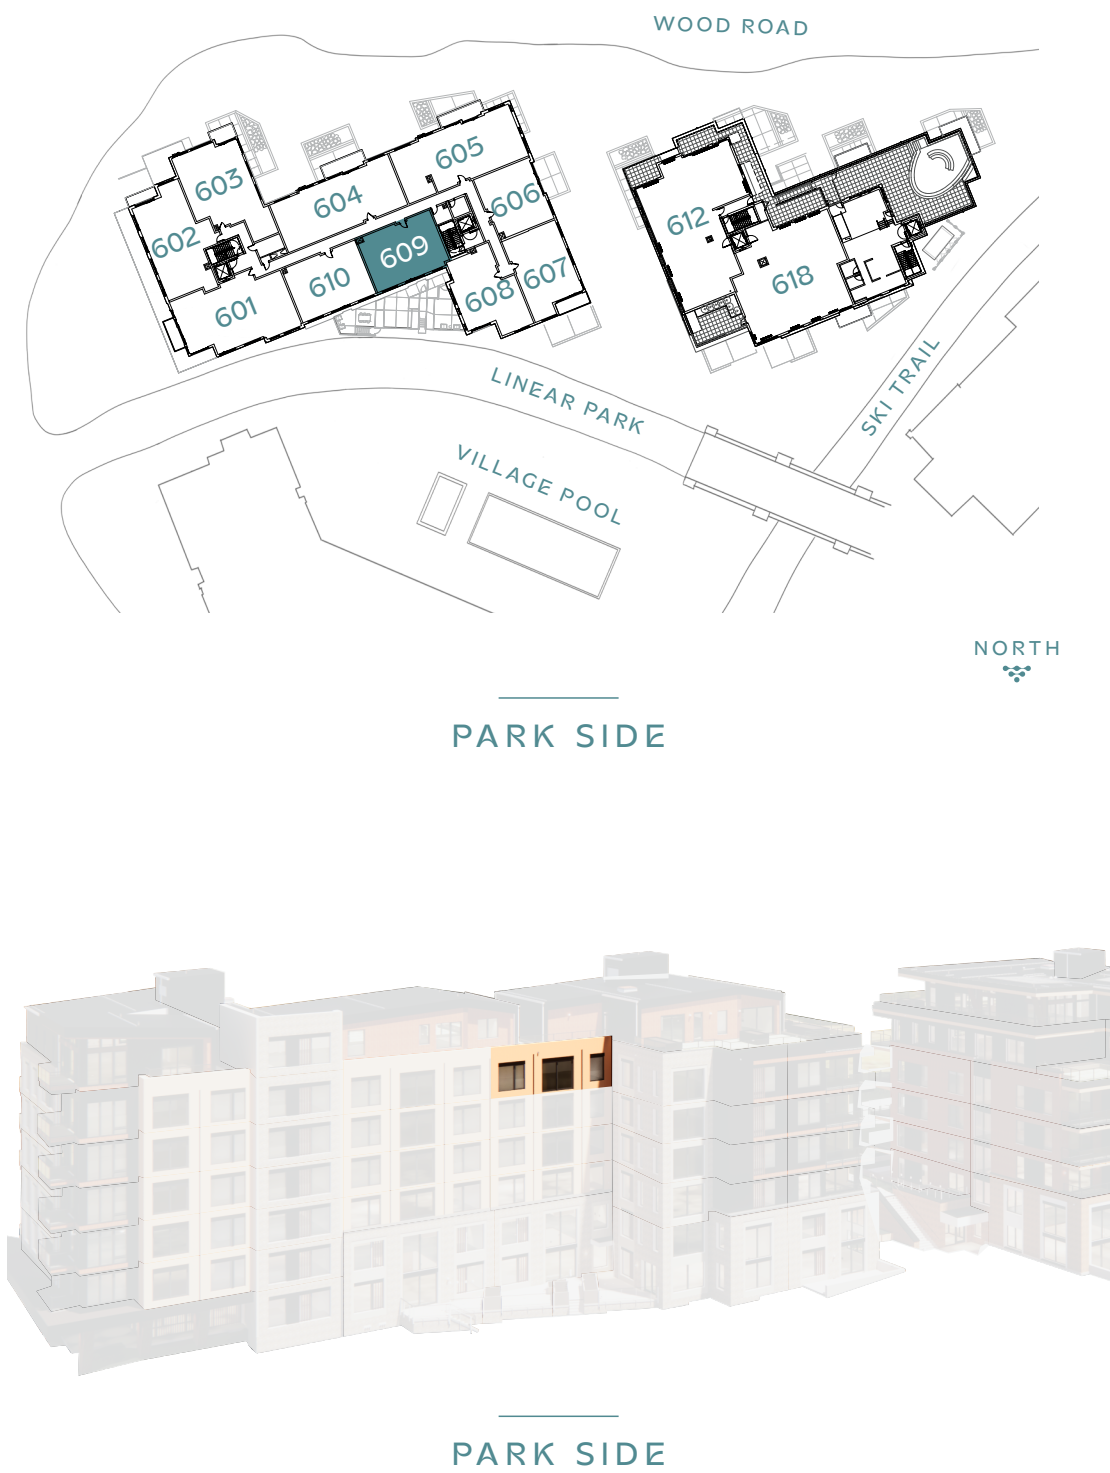 WOOD ROAD
605
603
604
606
602
609
612
610
607
618
608
601
SKI TRAIL
LINEAR PARK
VILLAGE POOL
NORTH
PARK SIDE
PARK SIDE